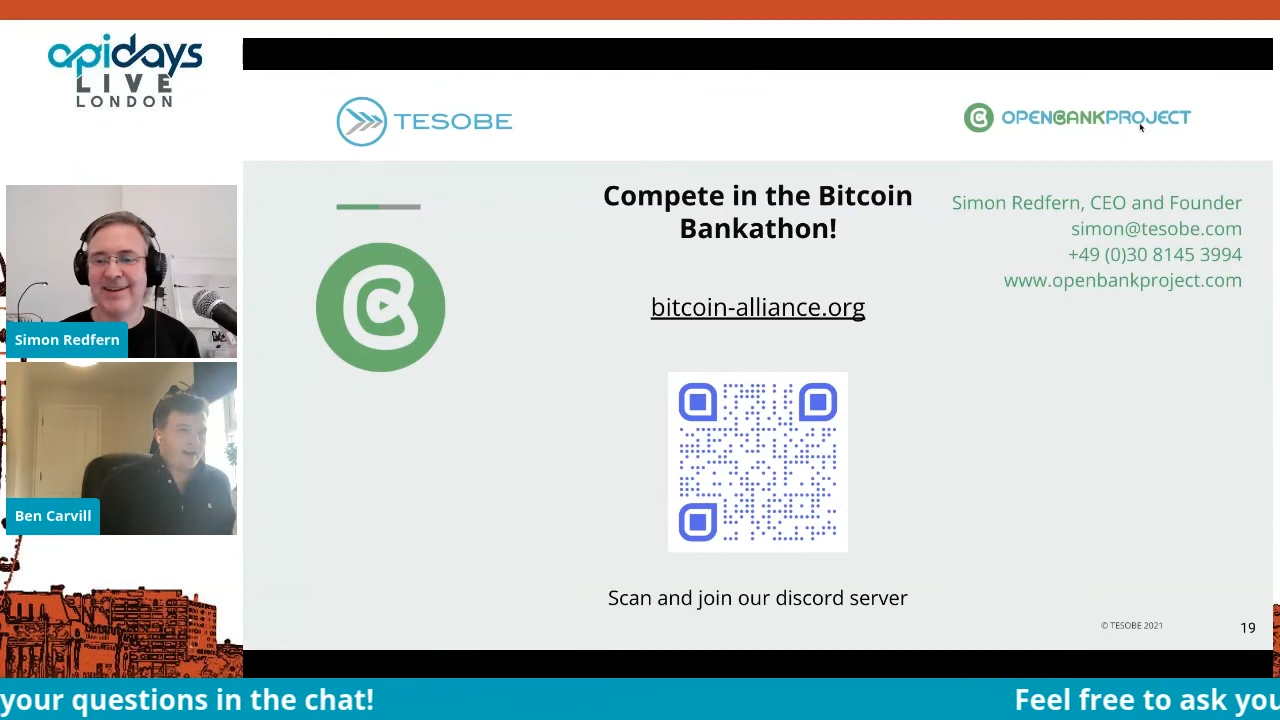 apidays
LIVE
LONDON
TESOBE
OPENBANKPROJECT
Compete in the Bitcoin
Bankathon!
Simon Redfern, CEO and Founder
simon@tesobe.com
+49 (0)30 8145 3994
www.openbankproject.com
bitcoin-alliance.org
Simon Redfern
Ben Carvill
Scan and join our discord server
© TESOBE 2021
19
your questions in the chat!
Feel free to ask you